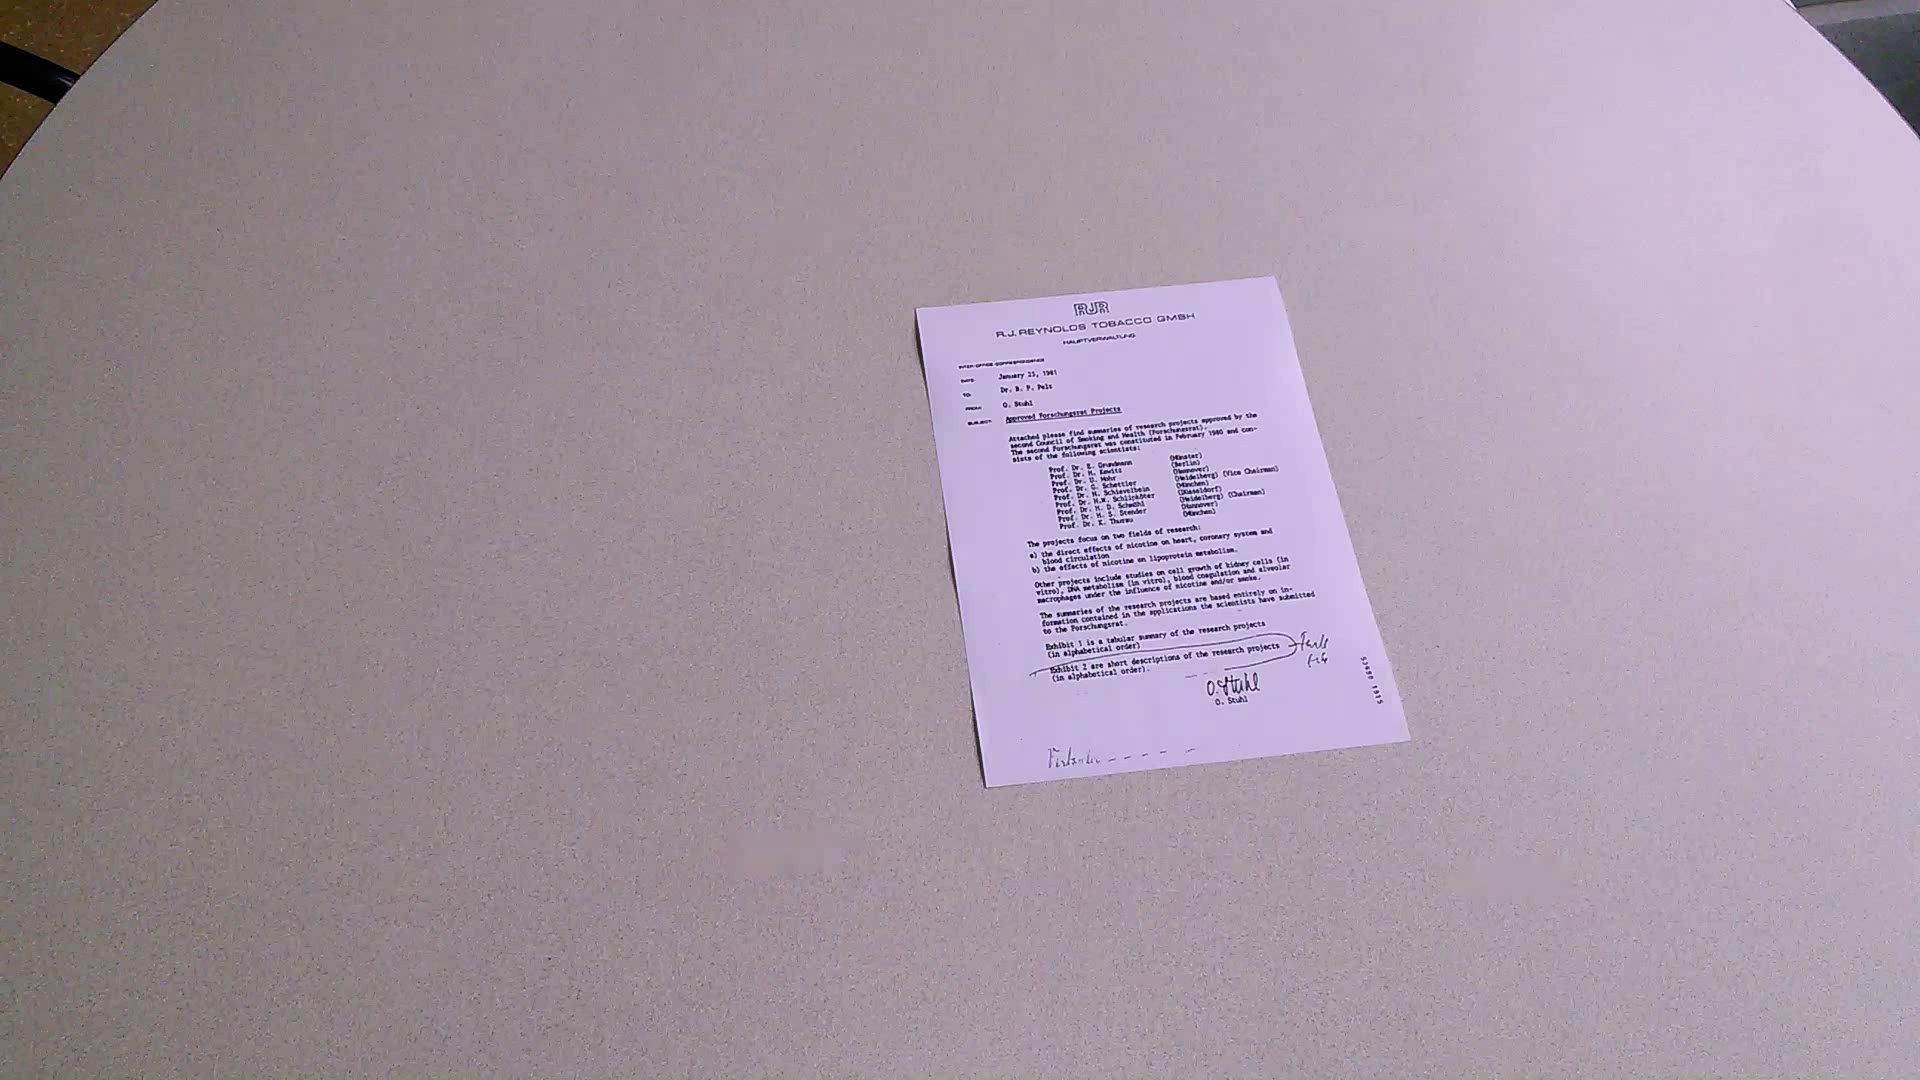 RJR
R.J. REYNOLDS TOBACCO GMBH
HAUPTVERWALTUNG
INTER-OFFICE CORRESPONDENCE
DATE: January 23, 1981
TO: Dr. B. P. Pelz
FROM: O. Stuhl
SUBJECT: Approved Forschungsrat Projects
Attached please find summaries of research projects approved by the
second Council of Smoking and Health (Forschungsrat).
The second Forschungsrat was constituted in February 1980 and con-
sists of the following scientists:
Prof. Dr. E. Grundmann (Münster)
Prof. Dr. H. Kewitz (Berlin)
Prof. Dr. U. Mohr (Hannover)
Prof. Dr. G. Schettler (Heidelberg) (Vice Chairman)
Prof. Dr. H. Schievelbein (München)
Prof. Dr. H.W. Schlipköter (Düsseldorf)
Prof. Dr. H. D. Schmähl (Heidelberg) (Chairman)
Prof. Dr. H. S. Stender (Hannover)
Prof. Dr. K. Thurau (München)
The projects focus on two fields of research:
a) the direct effects of nicotine on heart, coronary system and
blood circulation
b) the effects of nicotine on lipoprotein metabolism.
Other projects include studies on cell growth of kidney cells (in
vitro), DNA metabolism (in vitro), blood coagulation and alveolar
macrophages under the influence of nicotine and/or smoke.
The summaries of the research projects are based entirely on in-
formation contained in the applications the scientists have submitted
to the Forschungsrat.
Exhibit 1 is a tabular summary of the research projects
(in alphabetical order)
Exhibit 2 are short descriptions of the research projects
(in alphabetical order).
O. Stuhl
O. Stuhl